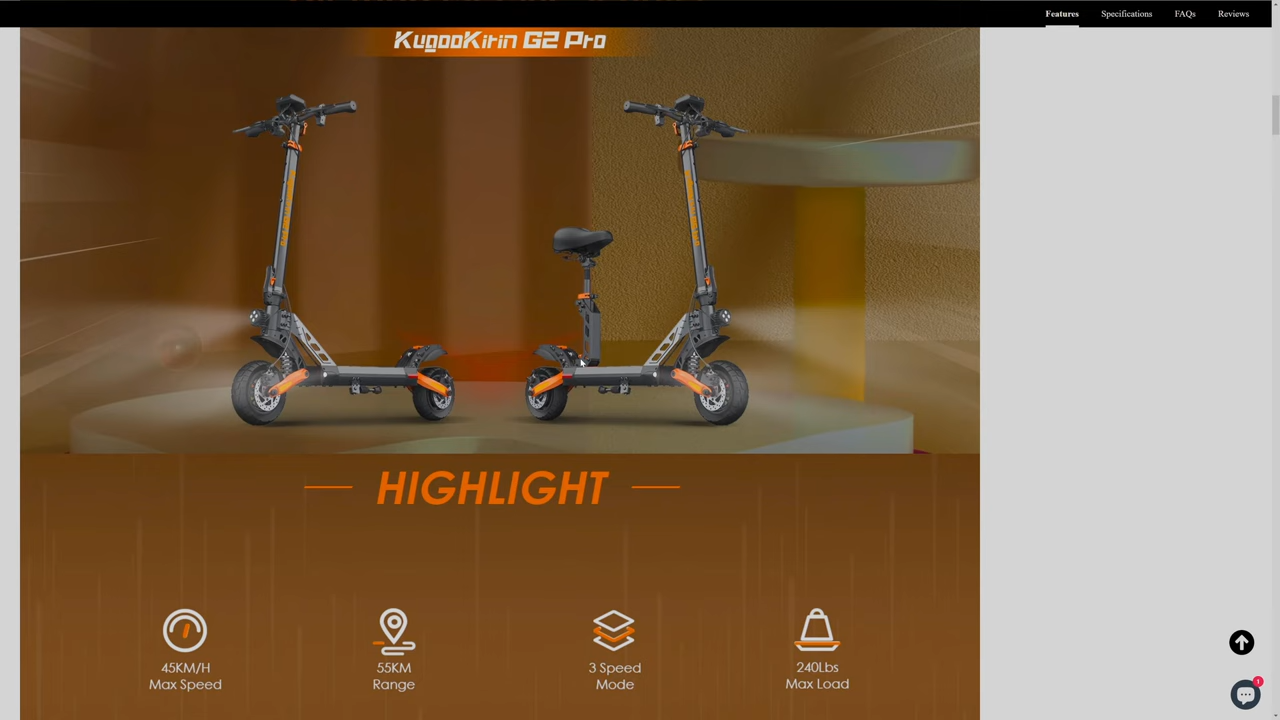 Features Specifications FAQs Reviews
KugooKirin G2 Pro
HIGHLIGHT
45KM/H
Max Speed
55KM
Range
3 Speed
Mode
240Lbs
Max Load
1